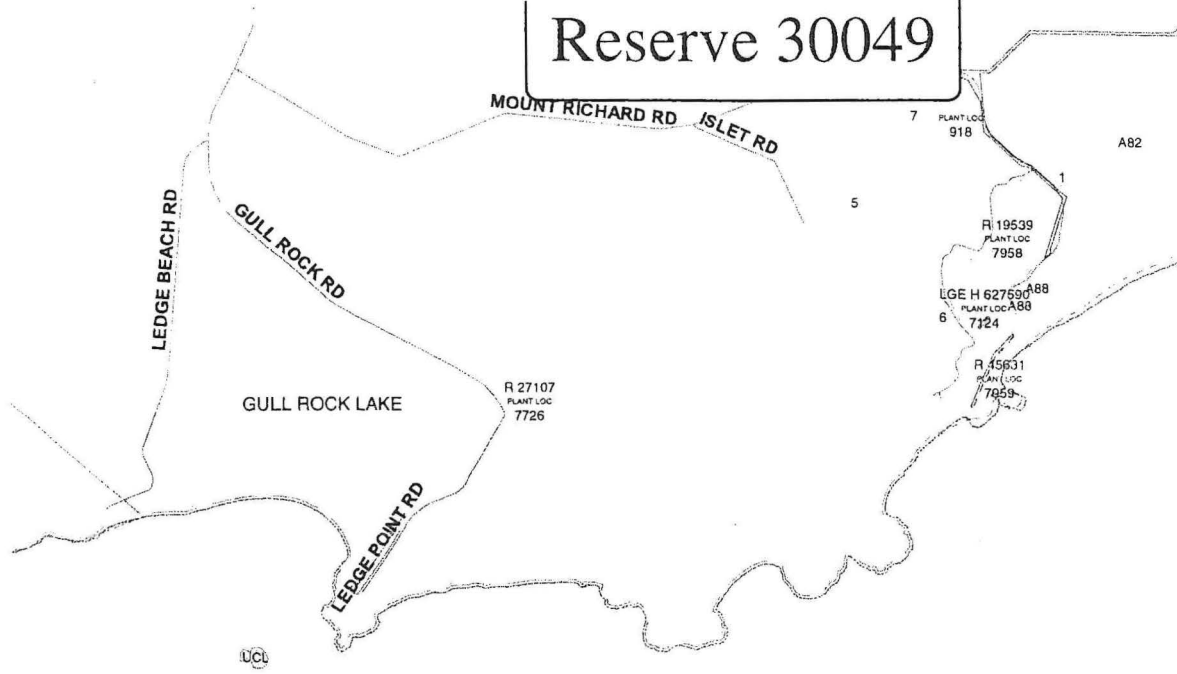 Reserve 30049
MOUNT RICHARD RD
ISLET RD
7
PLANT LOC
918
A82
1
5
LEDGE BEACH RD
GULL ROCK RD
R 19539
PLANT LOC
7958
LGE H 627590
A88
PLANT LOC
6
7124
R 27107
PLANT LOC
7726
GULL ROCK LAKE
R 45631
PLANT LOC
7959
LEDGE POINT RD
UCL